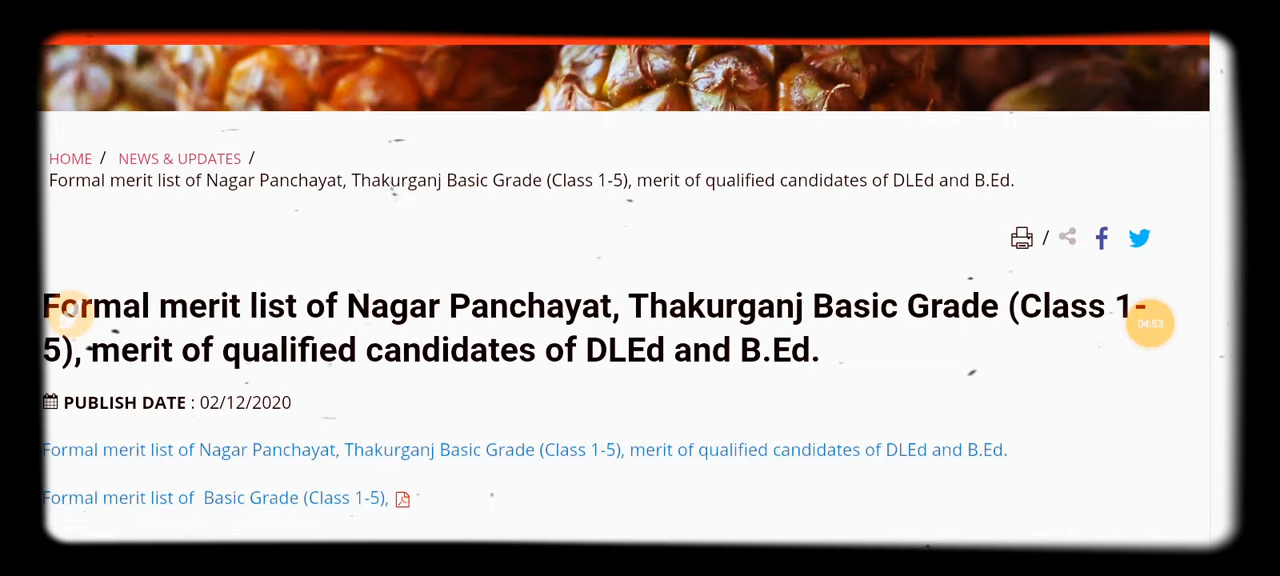 HOME / NEWS & UPDATES /
Formal merit list of Nagar Panchayat, Thakurganj Basic Grade (Class 1-5), merit of qualified candidates of DLEd and B.Ed.
/
Formal merit list of Nagar Panchayat, Thakurganj Basic Grade (Class 1-
5), merit of qualified candidates of DLEd and B.Ed.
04:53
PUBLISH DATE : 02/12/2020
Formal merit list of Nagar Panchayat, Thakurganj Basic Grade (Class 1-5), merit of qualified candidates of DLEd and B.Ed.
Formal merit list of Basic Grade (Class 1-5),